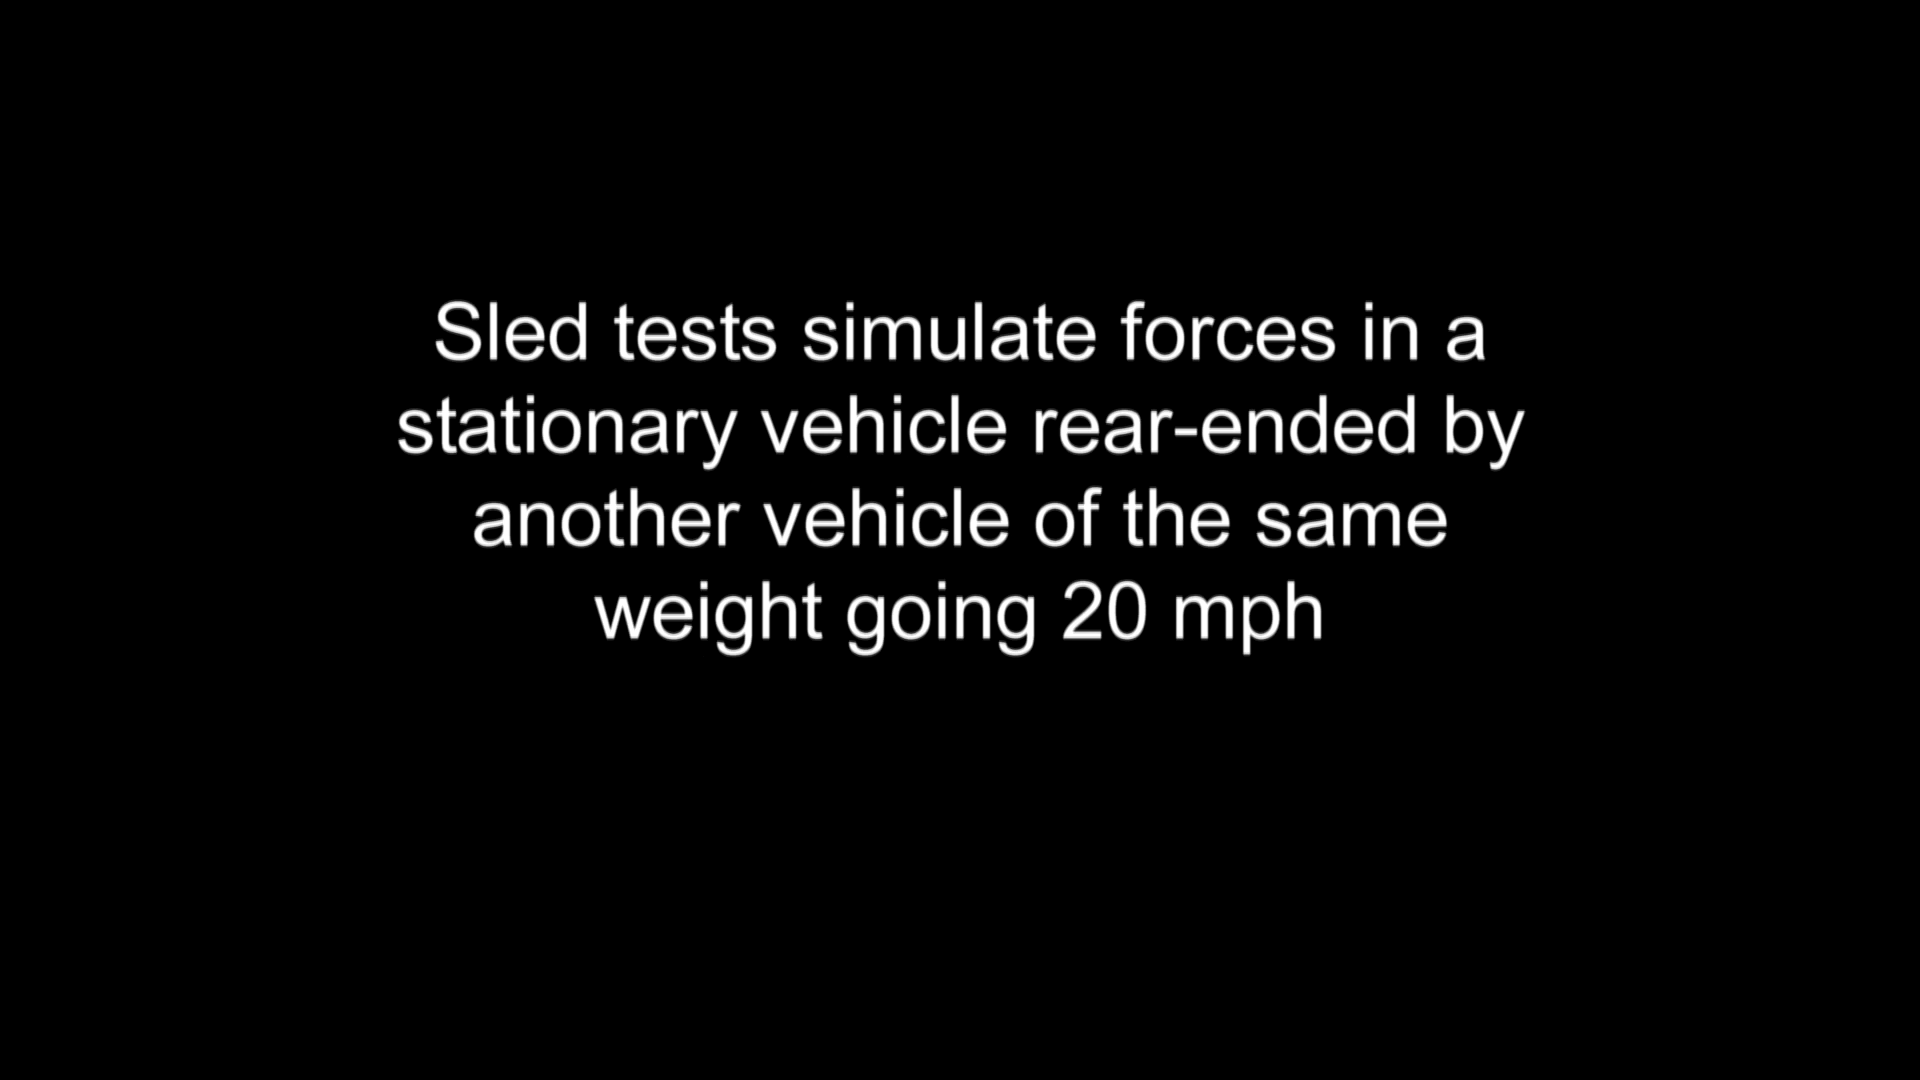 Sled tests simulate forces in a
stationary vehicle rear-ended by
another vehicle of the same
weight going 20 mph